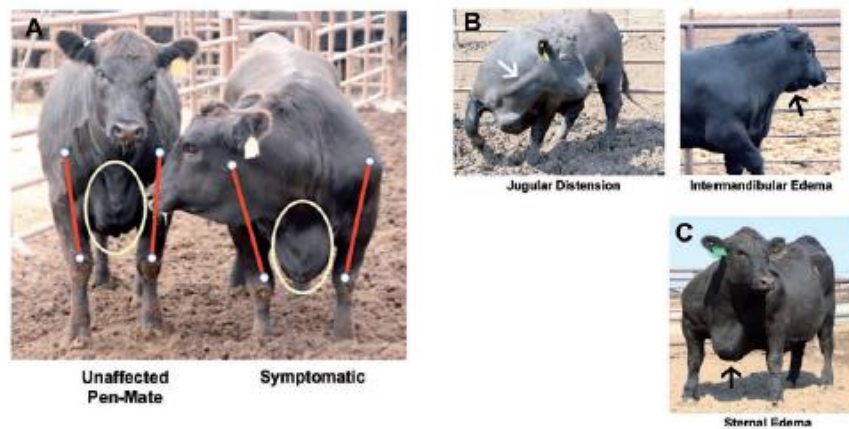 A
Unaffected
Pen-Mate
Symptomatic
B
Jugular Distension
Intermandibular Edema
C
Sternal Edema